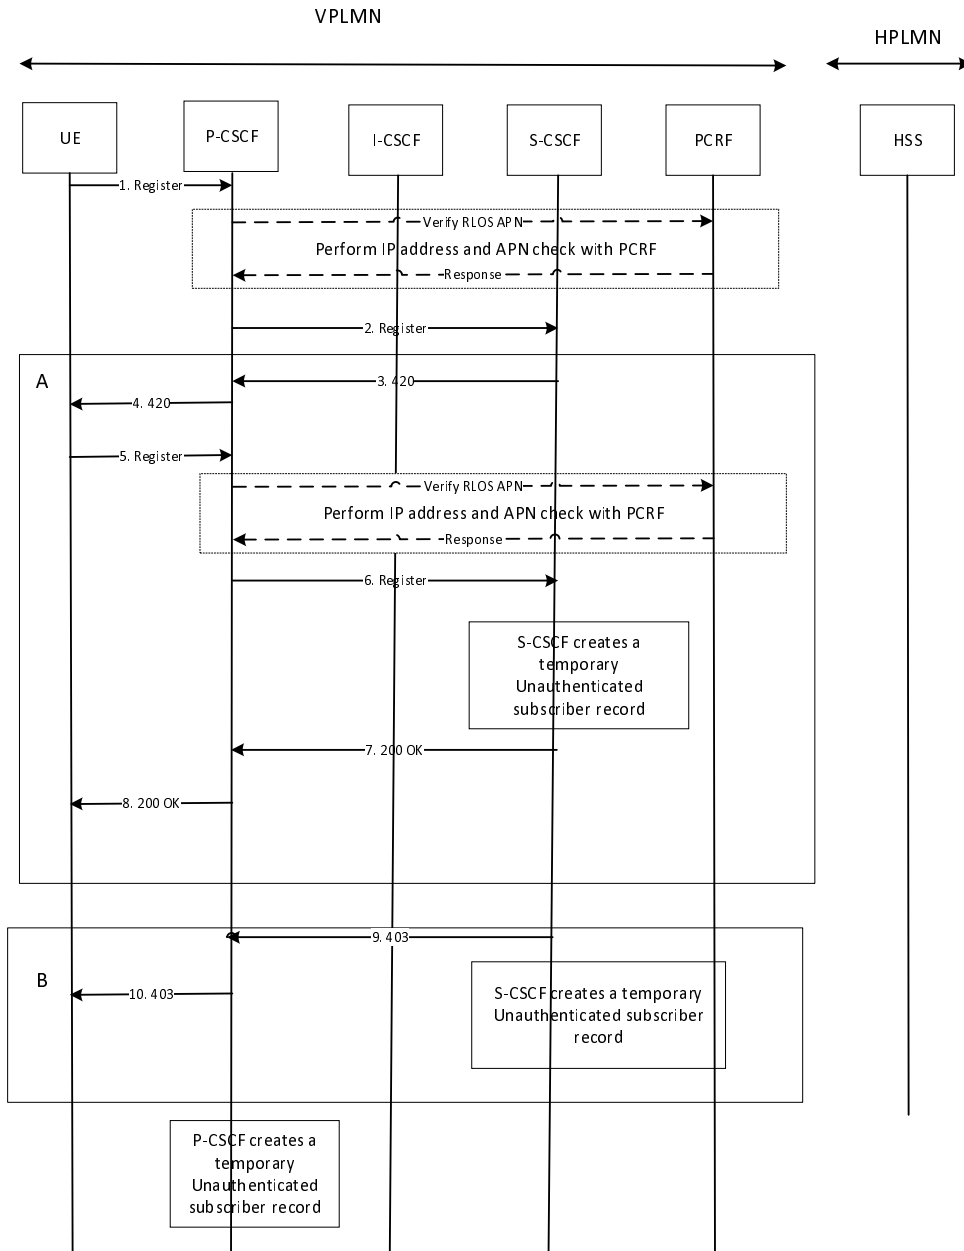 VPLMN
HPLMN
UE
P-CSCF
I-CSCF
S-CSCF
PCRF
HSS
1. Register
Verify RLOS APN
Perform IP address and APN check with PCRF
Response
2. Register
A
3. 420
4. 420
5. Register
Verify RLOS APN
Perform IP address and APN check with PCRF
Response
6. Register
S-CSCF creates a
temporary
Unauthenticated
subscriber record
7. 200 OK
8. 200 OK
9. 403
B
10. 403
S-CSCF creates a temporary
Unauthenticated subscriber
record
P-CSCF creates a
temporary
Unauthenticated
subscriber record